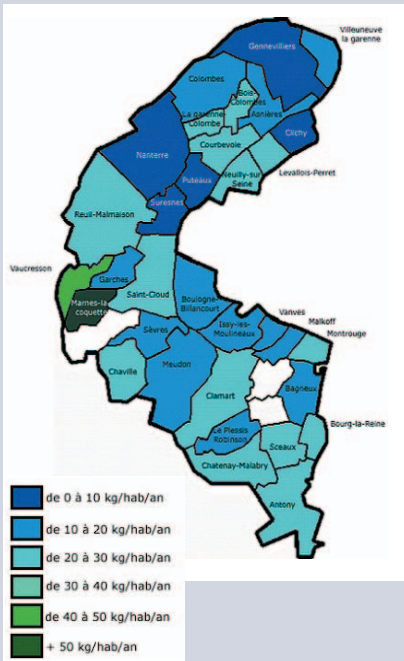 Villeuneuve
la garenne
Gennevilliers
Colombes
Bois-
Colombes
Asnières
La garenne
Colombe
Clichy
Courbevoie
Nanterre
Levallois-Perret
Puteaux
Neuilly-sur
Seine
Suresnes
Reuil-Malmaison
Vaucresson
Garches
Saint-Cloud
Marnes-la
coquette
Boulogne-
Billancourt
Vanves
Malkoff
Montrouge
Issy-les-
Moulineaux
Sèvres
Chaville
Meudon
Clamart
Bagneux
Bourg-la-Reine
Le Plessis
Robinson
Sceaux
Chatenay-Malabry
Antony
de 0 à 10 kg/hab/an
de 10 à 20 kg/hab/an
de 20 à 30 kg/hab/an
de 30 à 40 kg/hab/an
de 40 à 50 kg/hab/an
+ 50 kg/hab/an